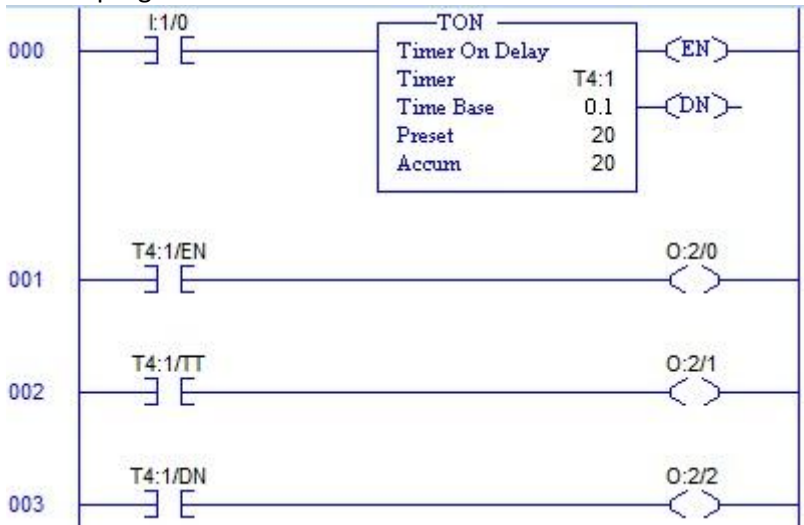 I:1/0
TON
000
Timer On Delay
EN
Timer T4:1
Time Base 0.1
DN
Preset 20
Accum 20
T4:1/EN O:2/0
001
T4:1/TT O:2/1
002
T4:1/DN O:2/2
003